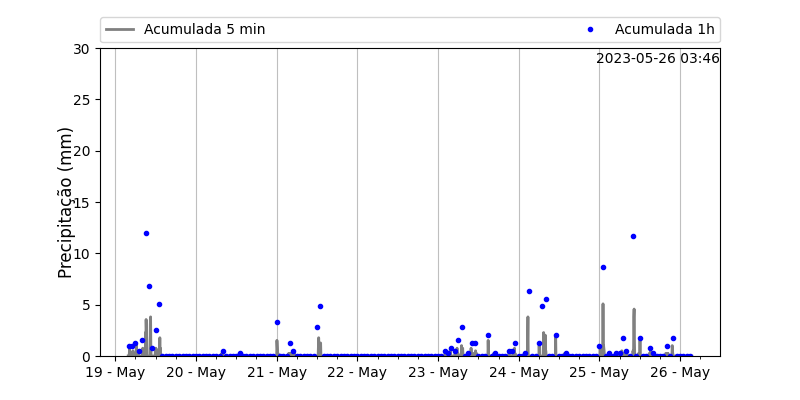 Acumulada 5 min
Acumulada 1h
2023-05-26 03:46
Precipitação (mm)
30
25
20
15
10
5
0
19 - May
20 - May
21 - May
22 - May
23 - May
24 - May
25 - May
26 - May